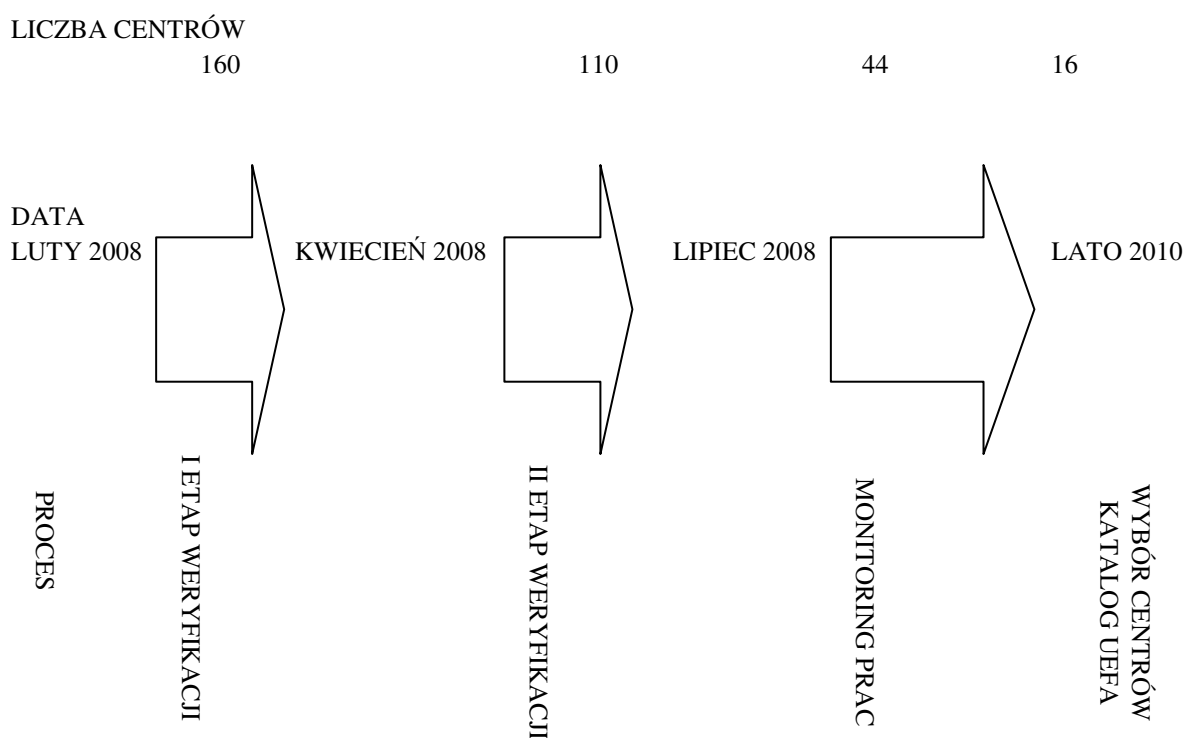 LICZBA CENTRÓW
160 110 44 16
DATA
LUTY 2008 KWIECIEŃ 2008 LIPIEC 2008 LATO 2010
PROCES
I ETAP WERYFIKACJI
II ETAP WERYFIKACJI
MONITORING PRAC
WYBÓR CENTRÓW
KATALOG UEFA